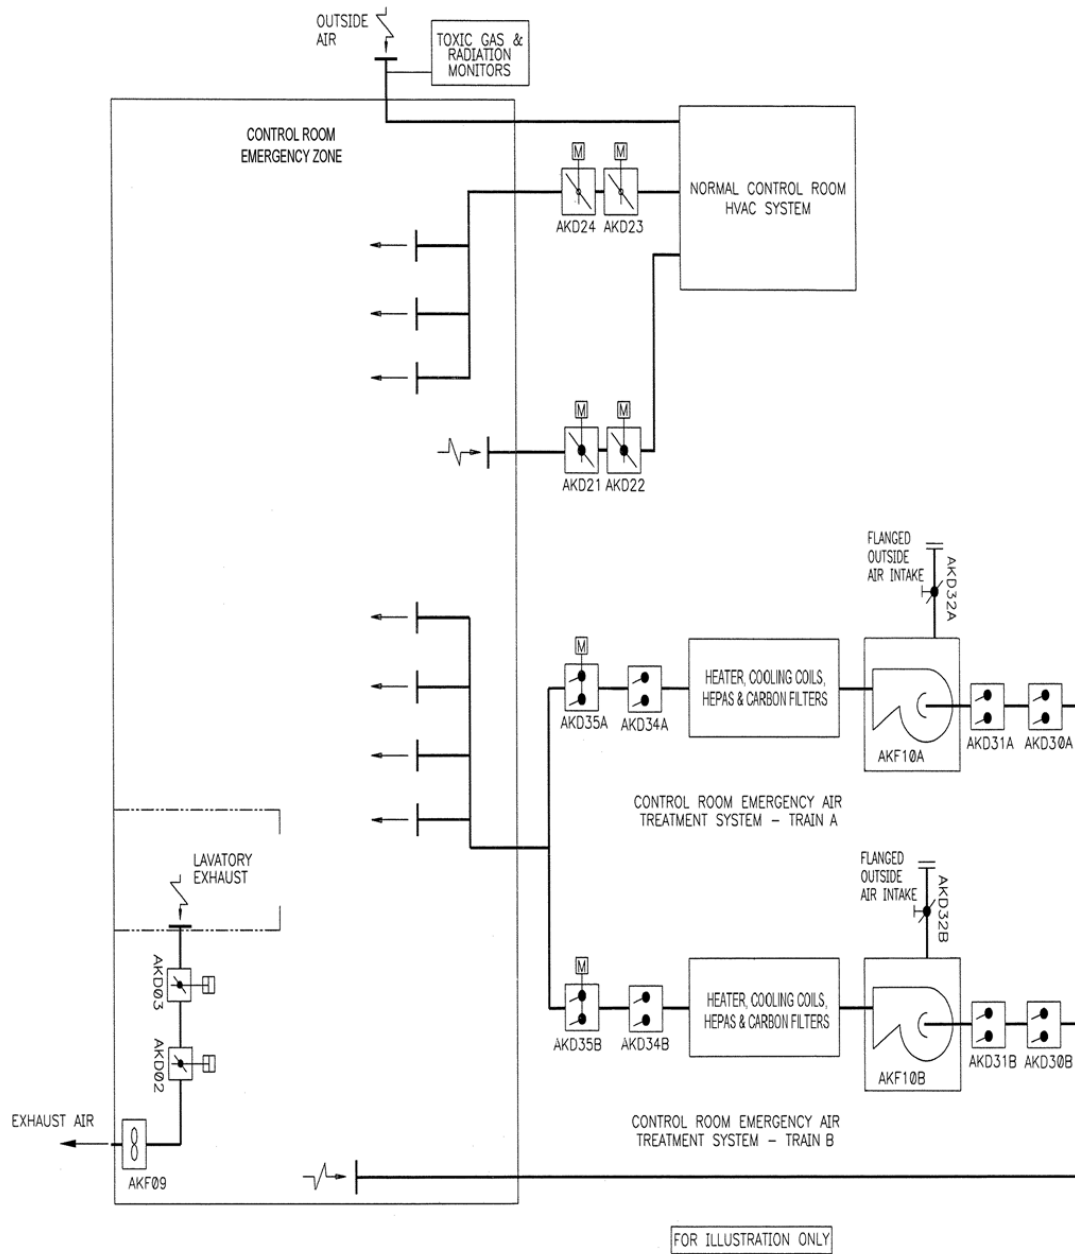 OUTSIDE
AIR
TOXIC GAS &
RADIATION
MONITORS
CONTROL ROOM
EMERGENCY ZONE
M
M
NORMAL CONTROL ROOM
HVAC SYSTEM
AKD24
AKD23
M
M
AKD21
AKD22
FLANGED
OUTSIDE
AIR INTAKE
AKD32A
M
HEATER, COOLING COILS,
HEPAS & CARBON FILTERS
AKD35A
AKD34A
AKF10A
AKD31A
AKD30A
CONTROL ROOM EMERGENCY AIR
TREATMENT SYSTEM - TRAIN A
LAVATORY
EXHAUST
FLANGED
OUTSIDE
AIR INTAKE
AKD32B
AKD03
M
HEATER, COOLING COILS,
HEPAS & CARBON FILTERS
AKD35B
AKD34B
AKF10B
AKD31B
AKD30B
AKD02
EXHAUST AIR
AKF09
CONTROL ROOM EMERGENCY AIR
TREATMENT SYSTEM - TRAIN B
FOR ILLUSTRATION ONLY